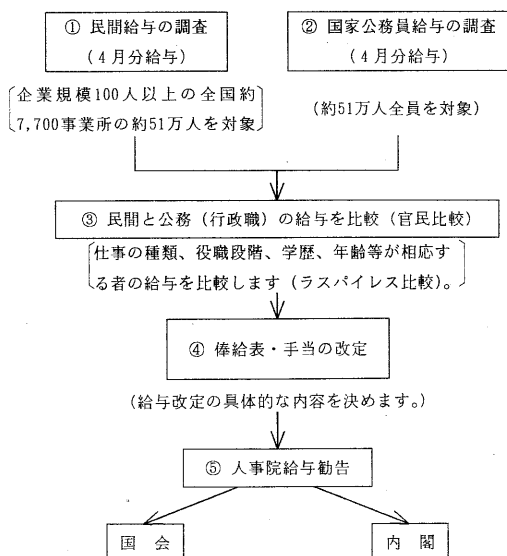 ① 民間給与の調査
(4月分給与)
企業規模100人以上の全国約
7,700事業所の約51万人を対象
② 国家公務員給与の調査
(4月分給与)
(約51万人全員を対象)
③ 民間と公務(行政職)の給与を比較(官民比較)
仕事の種類、役職段階、学歴、年齢等が相応す
る者の給与を比較します(ラスパイレス比較)。
④ 俸給表・手当の改定
(給与改定の具体的な内容を決めます。)
⑤ 人事院給与勧告
国 会
内 閣